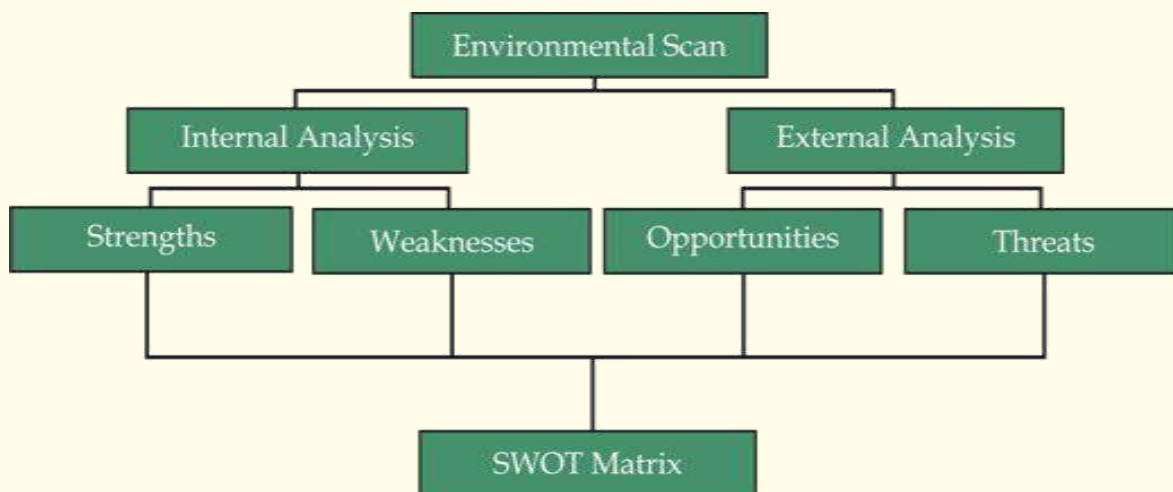 Environmental Scan
Internal Analysis
External Analysis
Strengths
Weaknesses
Opportunities
Threats
SWOT Matrix